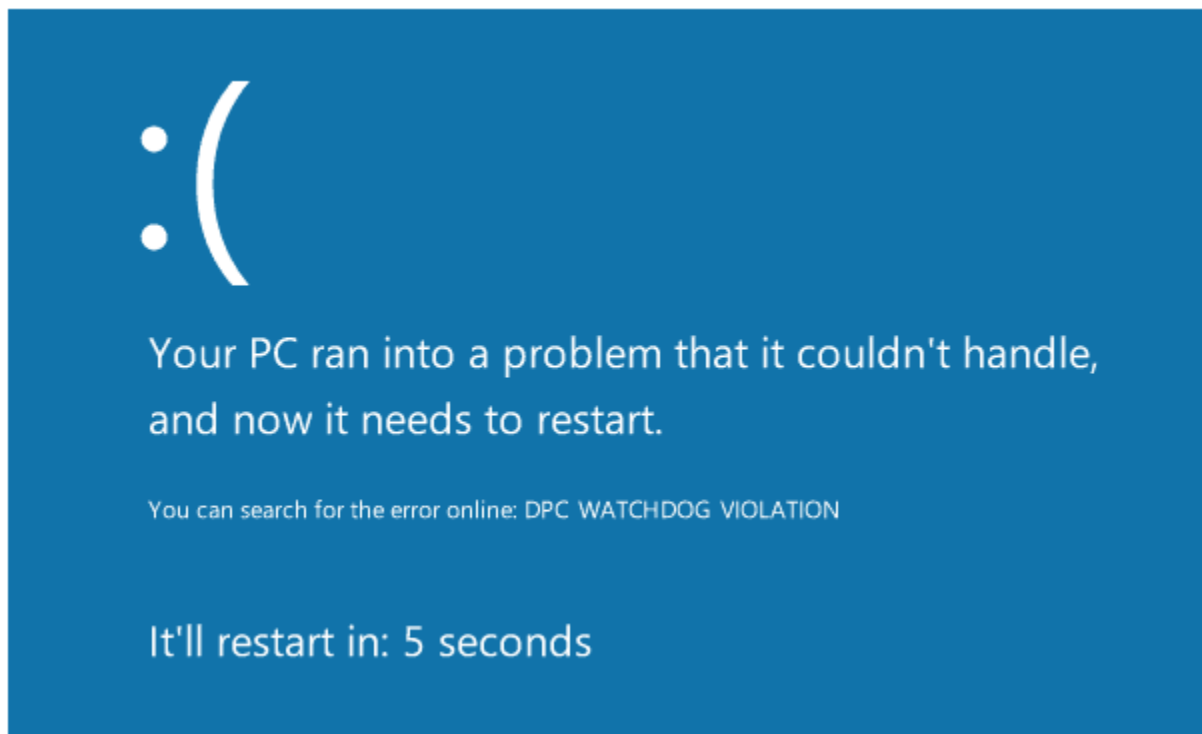 :(
Your PC ran into a problem that it couldn't handle,
and now it needs to restart.
You can search for the error online: DPC WATCHDOG VIOLATION
It'll restart in: 5 seconds